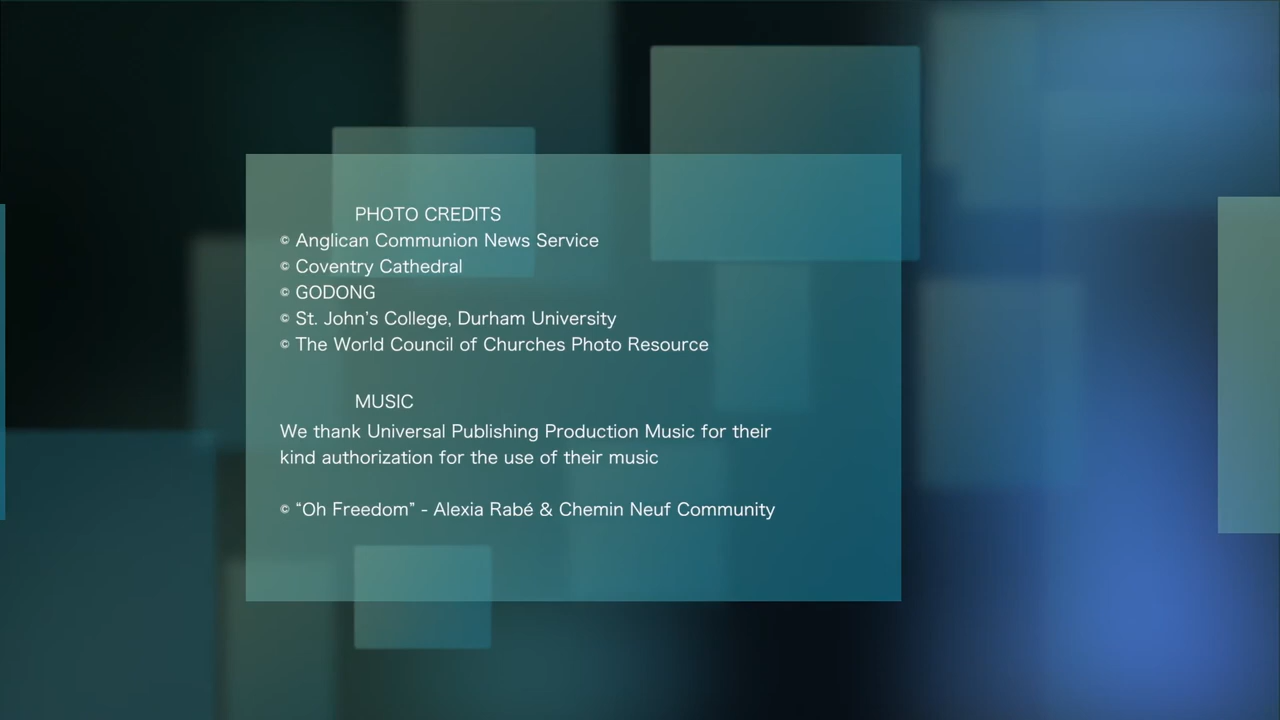 PHOTO CREDITS
© Anglican Communion News Service
© Coventry Cathedral
© GODONG
© St. John’s College, Durham University
© The World Council of Churches Photo Resource
MUSIC
We thank Universal Publishing Production Music for their
kind authorization for the use of their music
© “Oh Freedom” - Alexia Rabé & Chemin Neuf Community